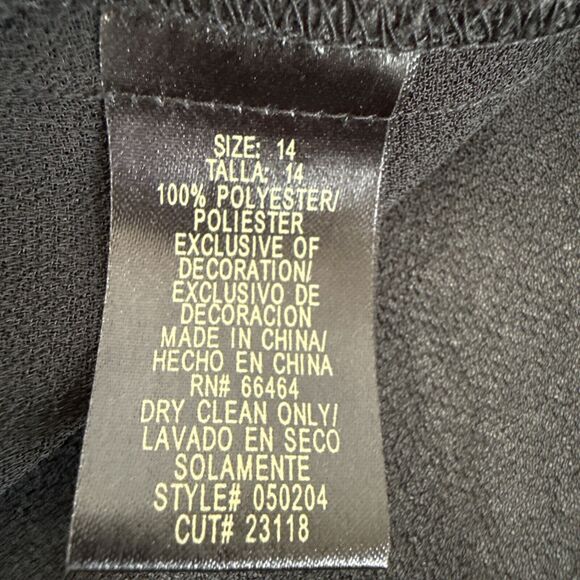 SIZE: 14
TALLA: 14
100% POLYESTER/
POLIÉSTER
EXCLUSIVE OF
DECORATION/
EXCLUSIVO DE
DECORACION
MADE IN CHINA/
HECHO EN CHINA
RN# 66464
DRY CLEAN ONLY/
LAVADO EN SECO
SOLAMENTE
STYLE# 050204
CUT# 23118